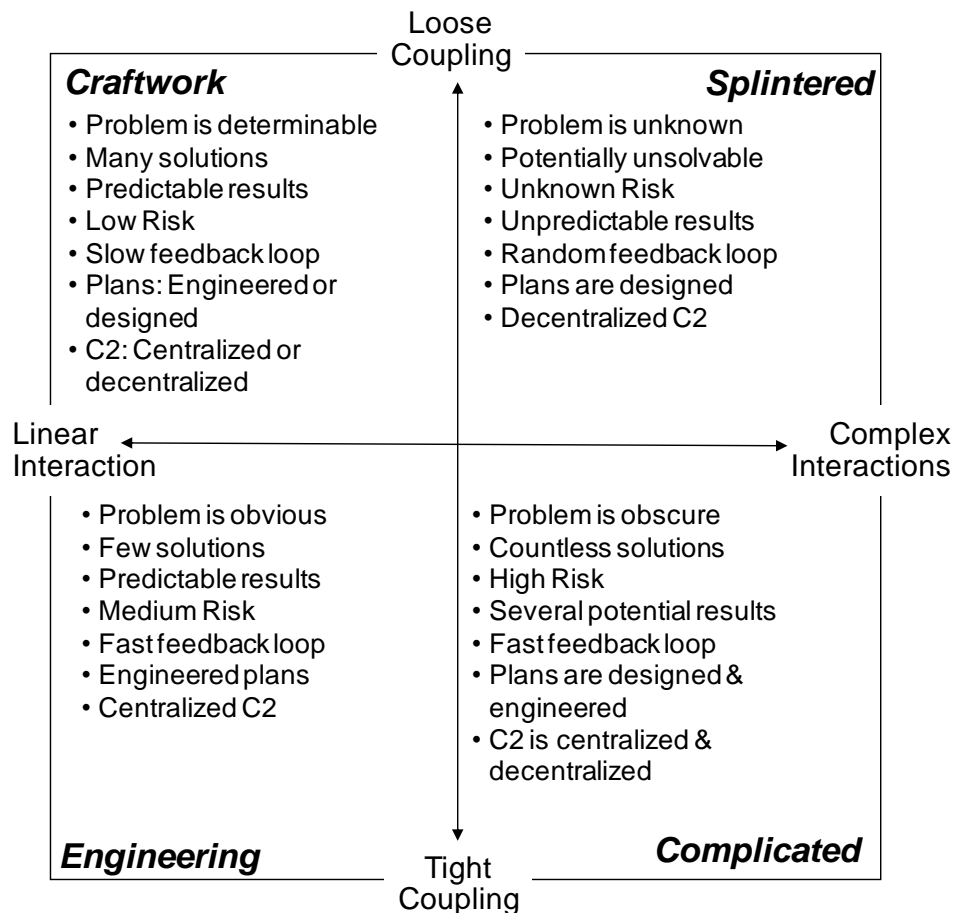 Loose
Coupling
Craftwork
• Problem is determinable
• Many solutions
• Predictable results
• Low Risk
• Slow feedback loop
• Plans: Engineered or
designed
• C2: Centralized or
decentralized
Splintered
• Problem is unknown
• Potentially unsolvable
• Unknown Risk
• Unpredictable results
• Random feedback loop
• Plans are designed
• Decentralized C2
Linear
Interaction
Complex
Interactions
• Problem is obvious
• Few solutions
• Predictable results
• Medium Risk
• Fast feedback loop
• Engineered plans
• Centralized C2
Engineering
• Problem is obscure
• Countless solutions
• High Risk
• Several potential results
• Fast feedback loop
• Plans are designed &
engineered
• C2 is centralized &
decentralized
Complicated
Tight
Coupling